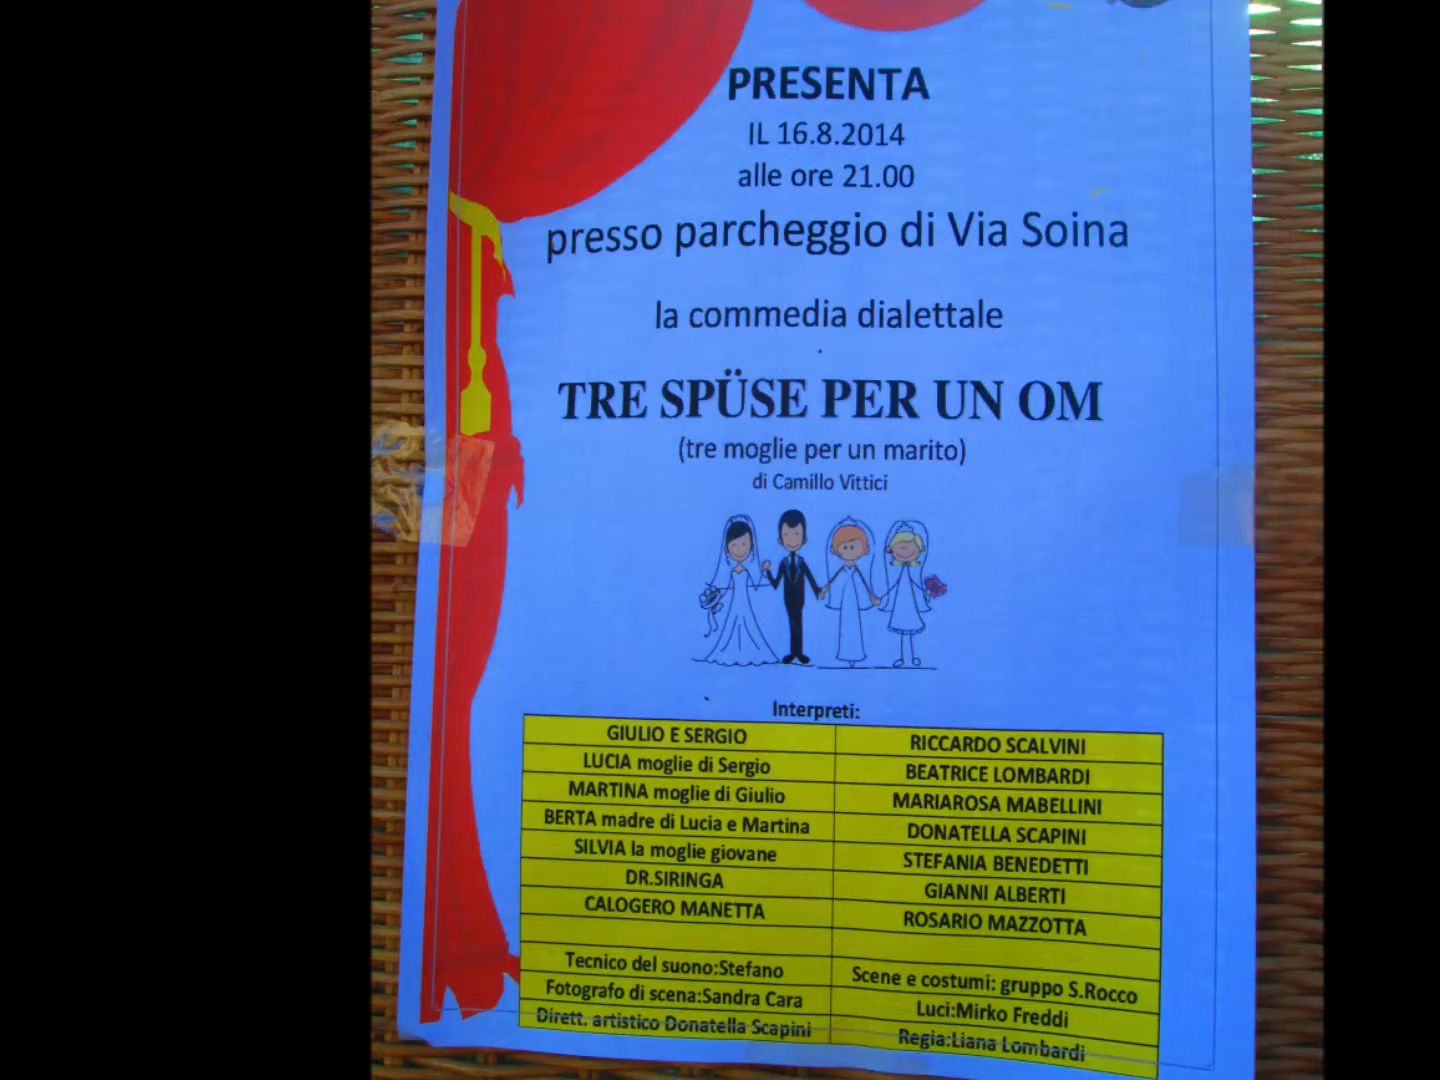 PRESENTA
IL 16.8.2014
alle ore 21.00
presso parcheggio di Via Soina
la commedia dialettale
TRE SPÜSE PER UN OM
(tre moglie per un marito)
di Camillo Vittici
Interpreti:
GIULIO E SERGIO RICCARDO SCALVINI
LUCIA moglie di Sergio BEATRICE LOMBARDI
MARTINA moglie di Giulio MARIAROSA MABELLINI
BERTA madre di Lucia e Martina DONATELLA SCAPINI
SILVIA la moglie giovane STEFANIA BENEDETTI
DR.SIRINGA GIANNI ALBERTI
CALOGERO MANETTA ROSARIO MAZZOTTA
Tecnico del suono:Stefano Scene e costumi: gruppo S.Rocco
Fotografo di scena:Sandra Cara Luci:Mirko Freddi
Dirett. artistico Donatella Scapini Regia:Liana Lombardi